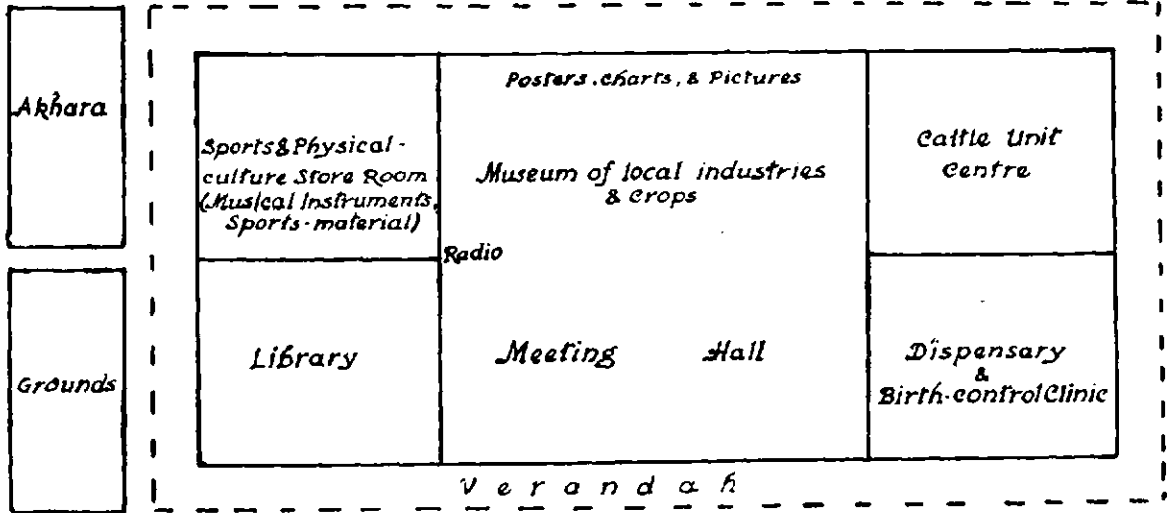 Akhara
Grounds
Sports & Physical-
culture Store Room
(Musical Instruments,
Sports-material)
Library
Posters, charts, & Pictures
Museum of local industries
& crops
Radio
Meeting Hall
Cattle Unit
Centre
Dispensary
&
Birth-control Clinic
Verandah